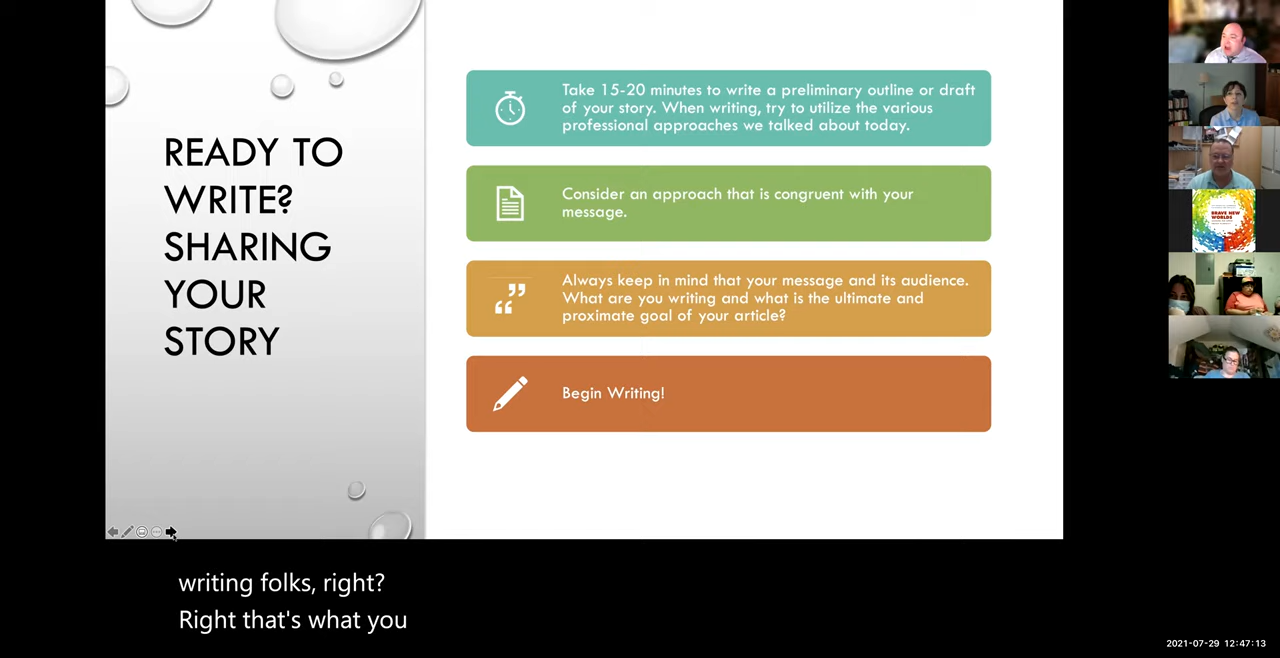 READY TO
WRITE?
SHARING
YOUR
STORY
Take 15-20 minutes to write a preliminary outline or draft
of your story. When writing, try to utilize the various
professional approaches we talked about today.
Consider an approach that is congruent with your
message.
Always keep in mind that your message and its audience.
What are you writing and what is the ultimate and
proximate goal of your article?
Begin Writing!
BRAVE NEW
WORLDS
writing folks, right?
Right that's what you
2021-07-29 12:47:13